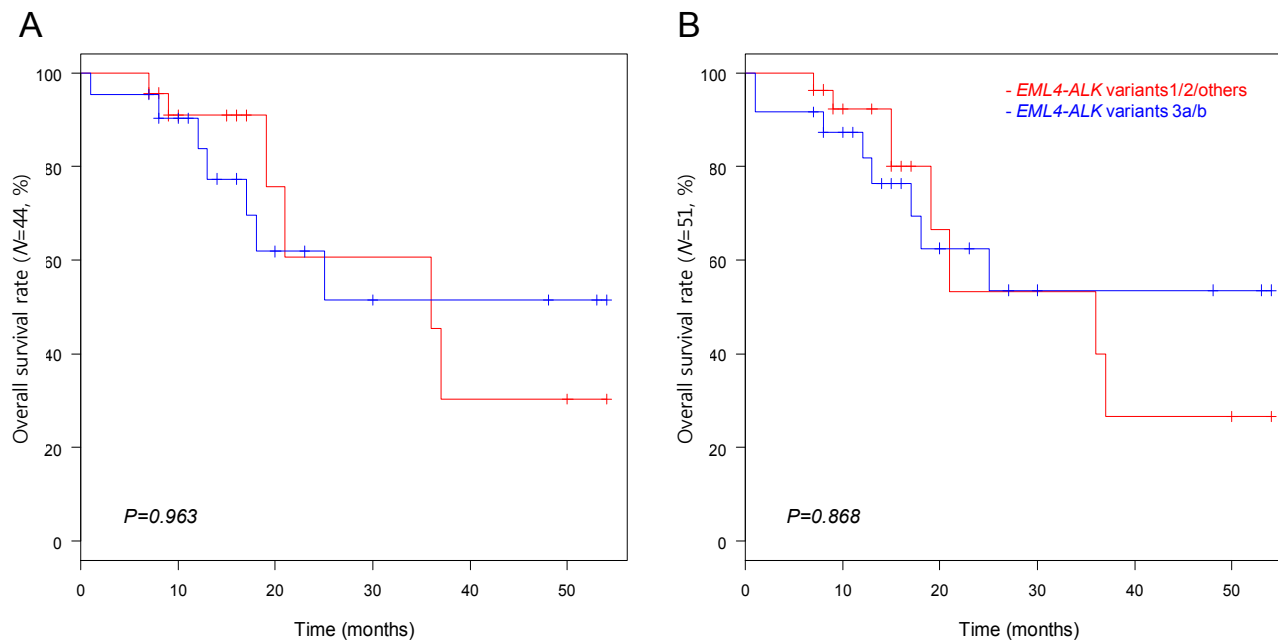 A
Overall survival rate (N=44, %)
100
80
60
40
20
0
P=0.963
0 10 20 30 40 50
Time (months)
B
Overall survival rate (N=51, %)
100
80
60
40
20
0
- EML4-ALK variants1/2/others
- EML4-ALK variants 3a/b
P=0.868
0 10 20 30 40 50
Time (months)